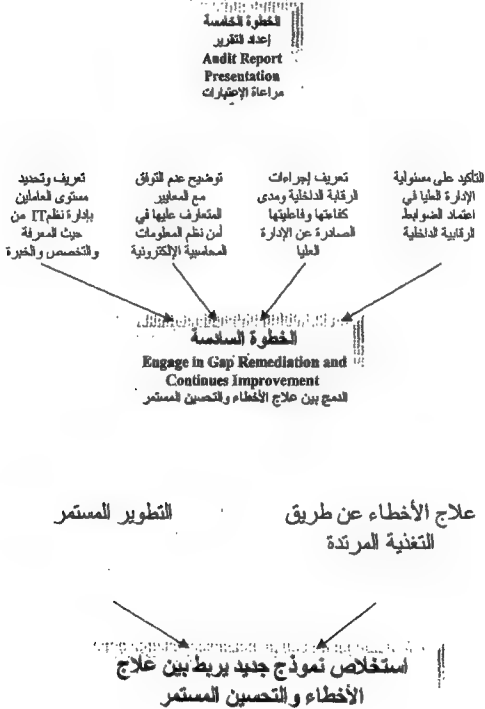 الخطوة الخامسة
إعداد التقرير
Audit Report
Presentation
مراعاة الإعتبارات
التأكيد على مسئولية
الإدارة العليا في
اعتماد الضوابط
الرقابية الداخلية
تعريف إجراءات
الرقابة الداخلية ومدى
كفاءتها وفاعليتها
الصادرة عن الإدارة
العليا
توضيح عدم التوافق
مع المعايير
المتعارف عليها في
أمن نظم المعلومات
المحاسبية الإلكترونية
تعريف وتحديد
مستوى العاملين
بإدارة نظم IT من
حيث المعرفة
والتخصص والخبرة
الخطوة السادسة
Engage in Gap Remediation and
Continues Improvement
الدمج بين علاج الأخطاء والتحسين المستمر
علاج الأخطاء عن طريق
التغذية المرتدة
التطوير المستمر
استخلاص نموذج جديد يربط بين علاج
الأخطاء والتحسين المستمر